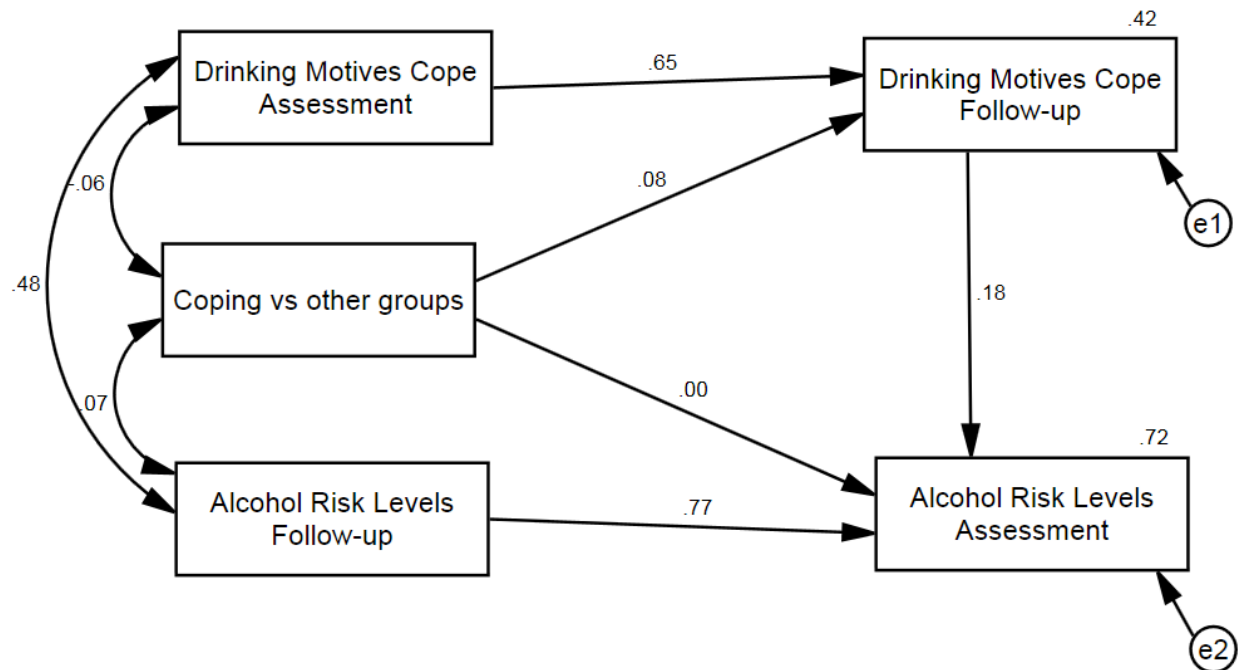 .42
Drinking Motives Cope
Assessment
.65
Drinking Motives Cope
Follow-up
-.06
.08
e1
.48
Coping vs other groups
.18
.07
.00
.72
Alcohol Risk Levels
Follow-up
.77
Alcohol Risk Levels
Assessment
e2